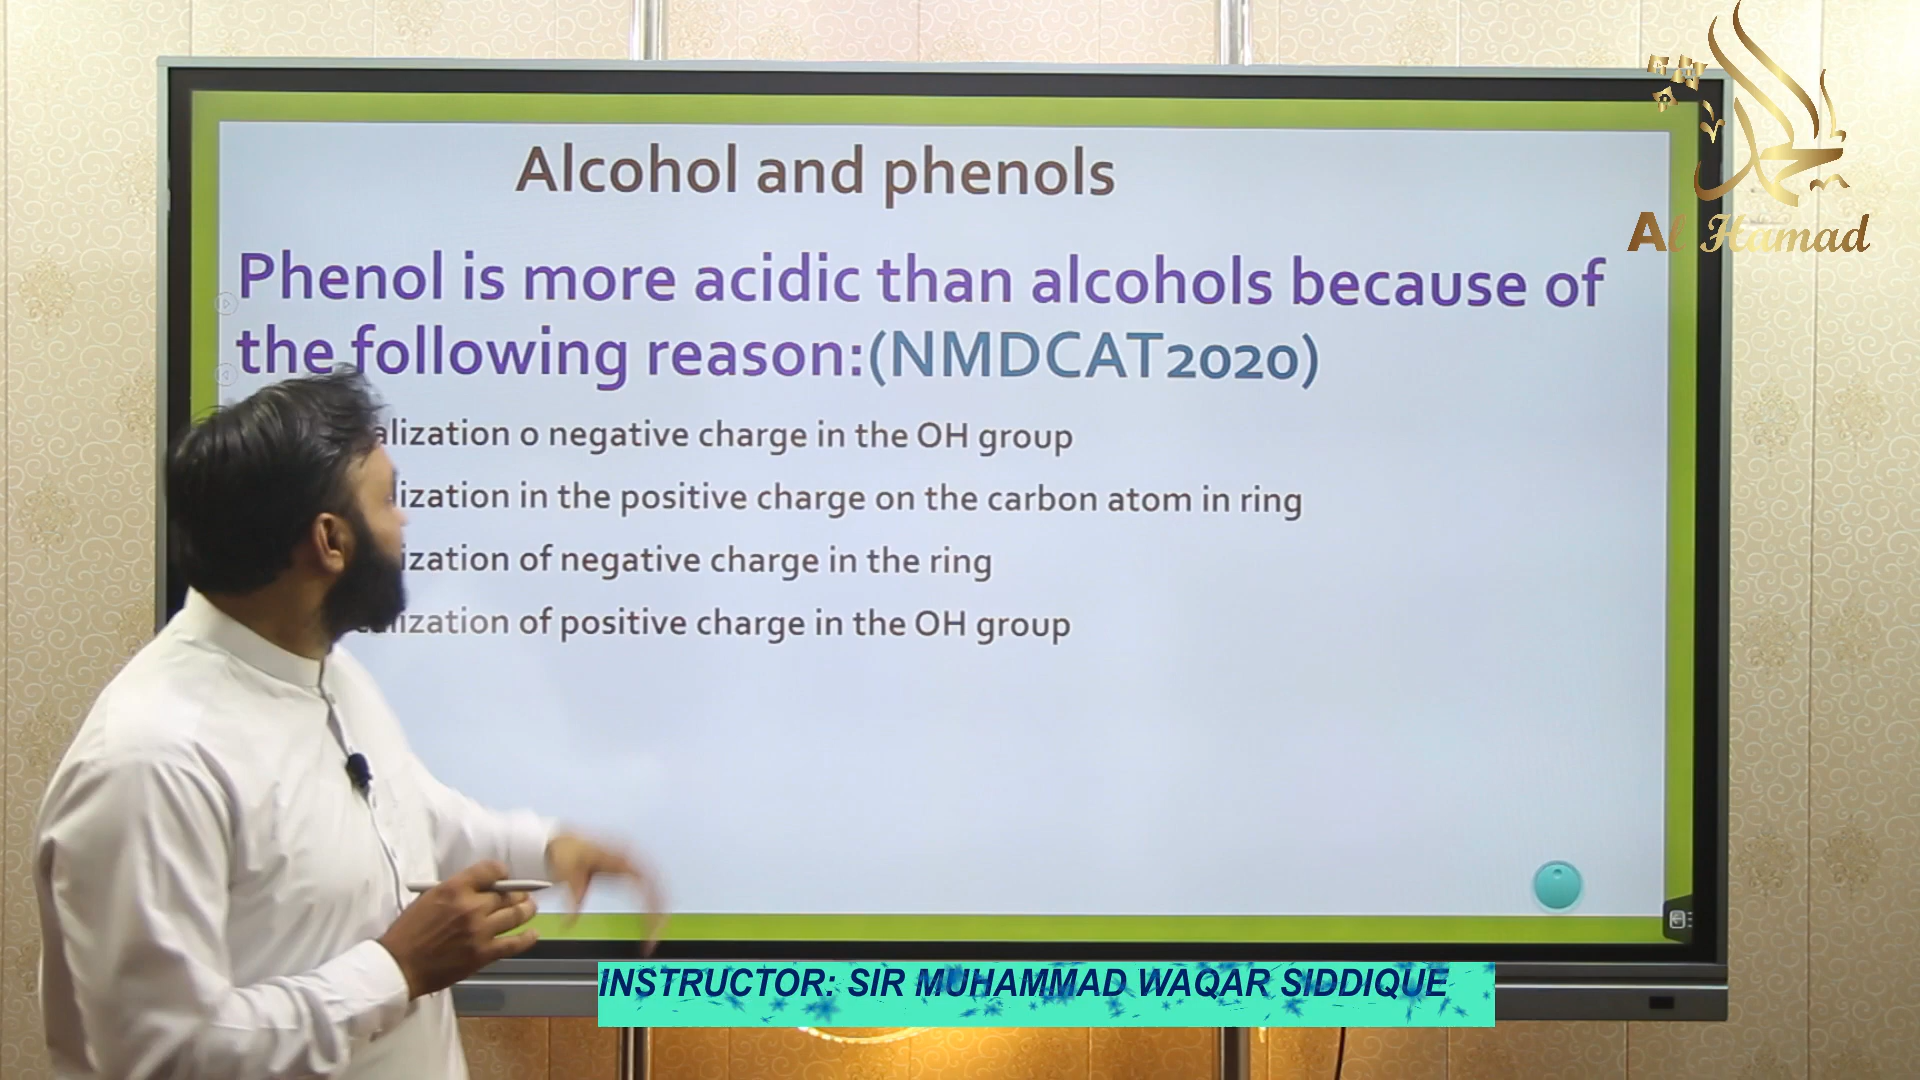 Alcohol and phenols
Phenol is more acidic than alcohols because of
the following reason:(NMDCAT2020)
alization o negative charge in the OH group
lization in the positive charge on the carbon atom in ring
ization of negative charge in the ring
alization of positive charge in the OH group
Al Hamad
INSTRUCTOR: SIR MUHAMMAD WAQAR SIDDIQUE